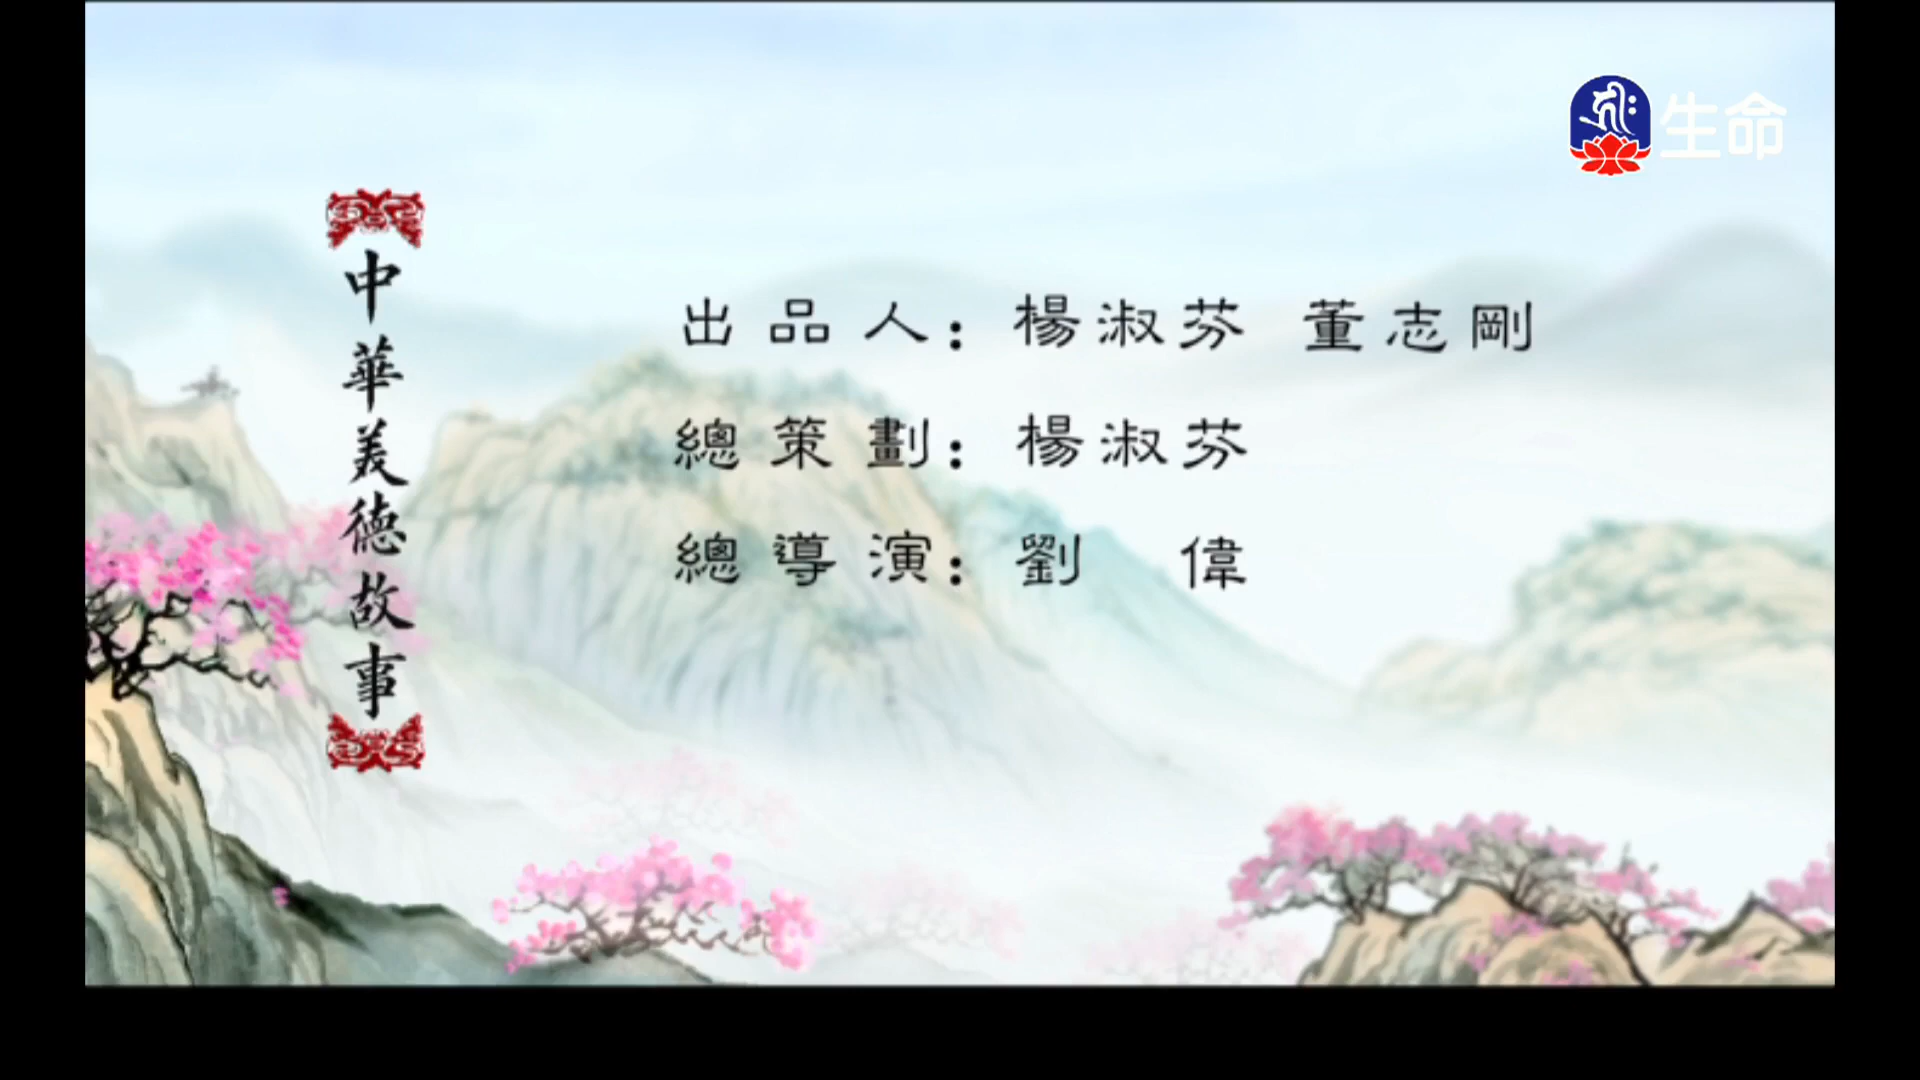 生命
中華美德故事
出品人：楊淑芬 董志剛
總策劃：楊淑芬
總導演：劉 偉